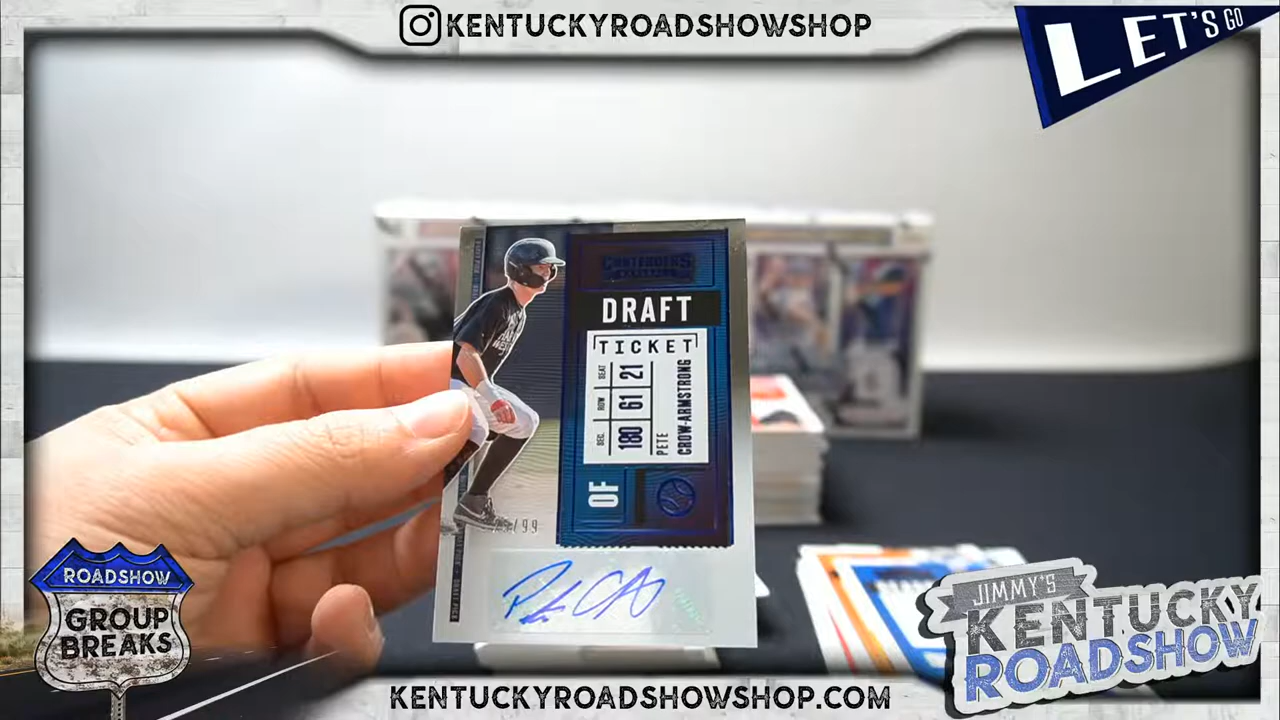 KENTUCKYROADSHOWSHOP
LET'S GO
CONTENDERS
DRAFT
TICKET
SEAT 21
ROW 61
SEC. 180
PETE
CROW-ARMSTRONG
OF
/99
ROADSHOW
GROUP
BREAKS
JIMMY'S
KENTUCKY
ROADSHOW
KENTUCKYROADSHOWSHOP.COM